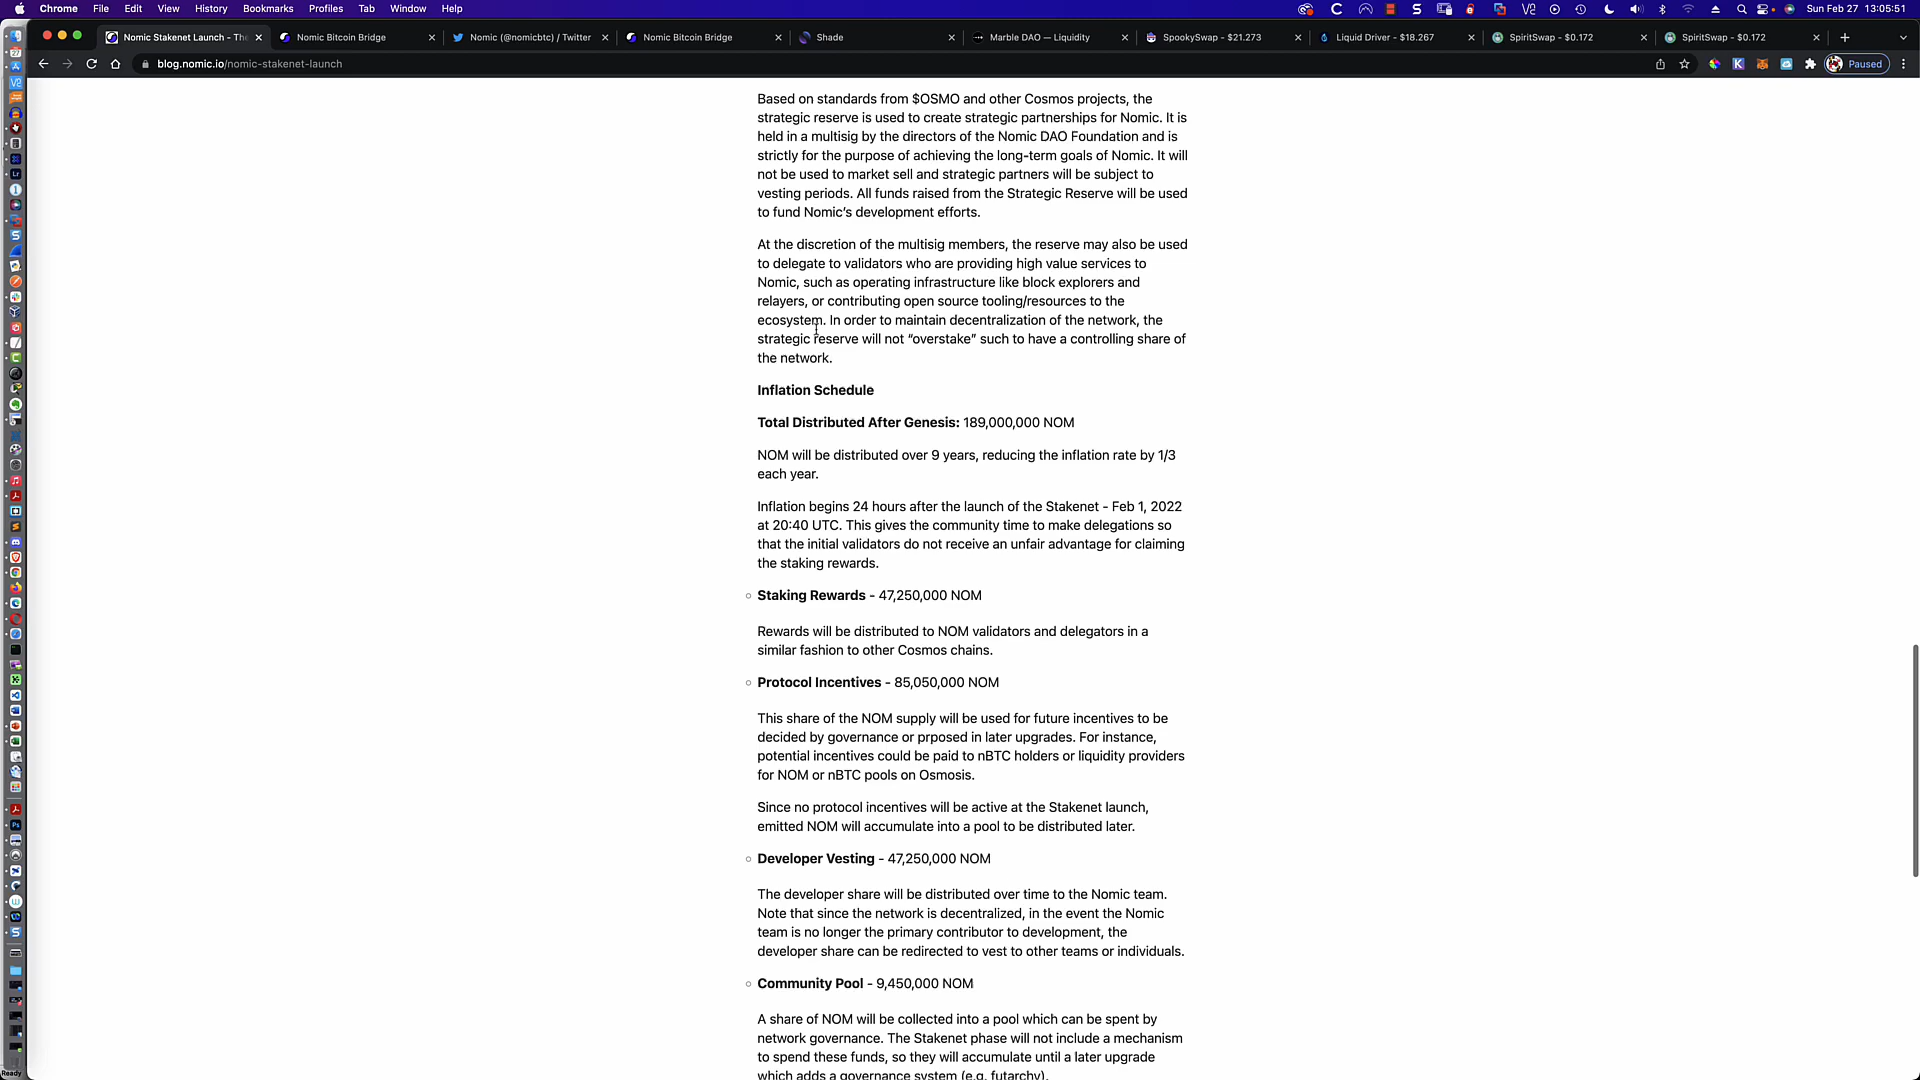 Chrome File Edit View History Bookmarks Profiles Tab Window Help Sun Feb 27 13:05:51
Nomic Stakenet Launch - The Nomic Bitcoin Bridge Nomic (@nomicbtc) / Twitter Nomic Bitcoin Bridge Shade Marble DAO — Liquidity SpookySwap - $21.273 Liquid Driver - $18.267 SpiritSwap - $0.172 SpiritSwap - $0.172
blog.nomic.io/nomic-stakenet-launch Paused
Based on standards from $OSMO and other Cosmos projects, the
strategic reserve is used to create strategic partnerships for Nomic. It is
held in a multisig by the directors of the Nomic DAO Foundation and is
strictly for the purpose of achieving the long-term goals of Nomic. It will
not be used to market sell and strategic partners will be subject to
vesting periods. All funds raised from the Strategic Reserve will be used
to fund Nomic’s development efforts.
At the discretion of the multisig members, the reserve may also be used
to delegate to validators who are providing high value services to
Nomic, such as operating infrastructure like block explorers and
relayers, or contributing open source tooling/resources to the
ecosystem. In order to maintain decentralization of the network, the
strategic reserve will not “overstake” such to have a controlling share of
the network.
Inflation Schedule
Total Distributed After Genesis: 189,000,000 NOM
NOM will be distributed over 9 years, reducing the inflation rate by 1/3
each year.
Inflation begins 24 hours after the launch of the Stakenet - Feb 1, 2022
at 20:40 UTC. This gives the community time to make delegations so
that the initial validators do not receive an unfair advantage for claiming
the staking rewards.
Staking Rewards - 47,250,000 NOM
Rewards will be distributed to NOM validators and delegators in a
similar fashion to other Cosmos chains.
Protocol Incentives - 85,050,000 NOM
This share of the NOM supply will be used for future incentives to be
decided by governance or prposed in later upgrades. For instance,
potential incentives could be paid to nBTC holders or liquidity providers
for NOM or nBTC pools on Osmosis.
Since no protocol incentives will be active at the Stakenet launch,
emitted NOM will accumulate into a pool to be distributed later.
Developer Vesting - 47,250,000 NOM
The developer share will be distributed over time to the Nomic team.
Note that since the network is decentralized, in the event the Nomic
team is no longer the primary contributor to development, the
developer share can be redirected to vest to other teams or individuals.
Community Pool - 9,450,000 NOM
A share of NOM will be collected into a pool which can be spent by
network governance. The Stakenet phase will not include a mechanism
to spend these funds, so they will accumulate until a later upgrade
which adds a governance system (e.g. futarchy).
Ready